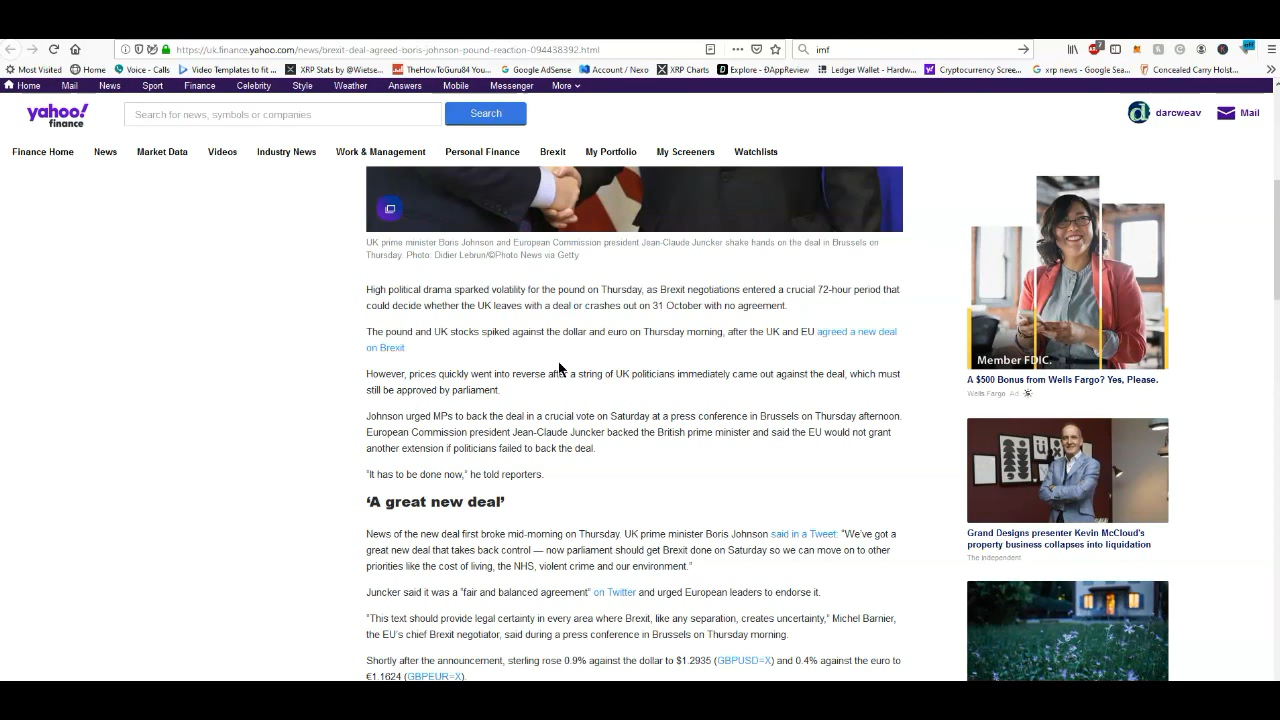 https://uk.finance.yahoo.com/news/brexit-deal-agreed-boris-johnson-pound-reaction-094458392.html
imf
Most Visited Home Voice - Calls Video Templates to fit ... XRP Stats by @Wietse... TheHowToGuru84 You... Google AdSense Account / Nexo XRP Charts Explore - ÐAppReview Ledger Wallet - Hardw... Cryptocurrency Scree... xrp news - Google Sea... Concealed Carry Holst...
Home Mail News Sport Finance Celebrity Style Weather Answers Mobile Messenger More
yahoo!
finance
Search for news, symbols or companies
Search
darcweav
Mail
Finance Home News Market Data Videos Industry News Work & Management Personal Finance Brexit My Portfolio My Screeners Watchlists
UK prime minister Boris Johnson and European Commission president Jean-Claude Juncker shake hands on the deal in Brussels on
Thursday. Photo: Didier Lebrun/©Photo News via Getty
High political drama sparked volatility for the pound on Thursday, as Brexit negotiations entered a crucial 72-hour period that
could decide whether the UK leaves with a deal or crashes out on 31 October with no agreement.
The pound and UK stocks spiked against the dollar and euro on Thursday morning, after the UK and EU agreed a new deal
on Brexit
However, prices quickly went into reverse after a string of UK politicians immediately came out against the deal, which must
still be approved by parliament.
Johnson urged MPs to back the deal in a crucial vote on Saturday at a press conference in Brussels on Thursday afternoon.
European Commission president Jean-Claude Juncker backed the British prime minister and said the EU would not grant
another extension if politicians failed to back the deal.
“It has to be done now,” he told reporters.
‘A great new deal’
News of the new deal first broke mid-morning on Thursday. UK prime minister Boris Johnson said in a Tweet: “We’ve got a
great new deal that takes back control — now parliament should get Brexit done on Saturday so we can move on to other
priorities like the cost of living, the NHS, violent crime and our environment.”
Juncker said it was a “fair and balanced agreement” on Twitter and urged European leaders to endorse it.
“This text should provide legal certainty in every area where Brexit, like any separation, creates uncertainty,” Michel Barnier,
the EU’s chief Brexit negotiator, said during a press conference in Brussels on Thursday morning.
Shortly after the announcement, sterling rose 0.9% against the dollar to $1.2935 (GBPUSD=X) and 0.4% against the euro to
€1.1624 (GBPEUR=X).
Member FDIC.
A $500 Bonus from Wells Fargo? Yes, Please.
Wells Fargo Ad
Grand Designs presenter Kevin McCloud's
property business collapses into liquidation
The Independent